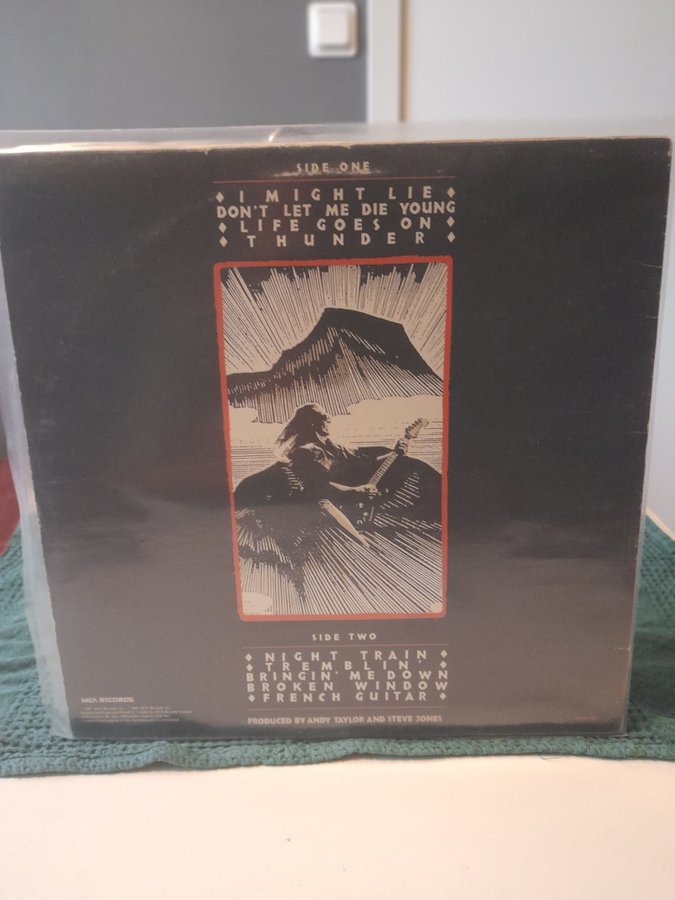 SIDE ONE
I MIGHT LIE
DON'T LET ME DIE YOUNG
LIFE GOES ON
THUNDER
SIDE TWO
NIGHT TRAIN
TREMBLIN'
BRINGIN' ME DOWN
BROKEN WINDOW
FRENCH GUITAR
MCA RECORDS
PRODUCED BY ANDY TAYLOR AND STEVE JONES